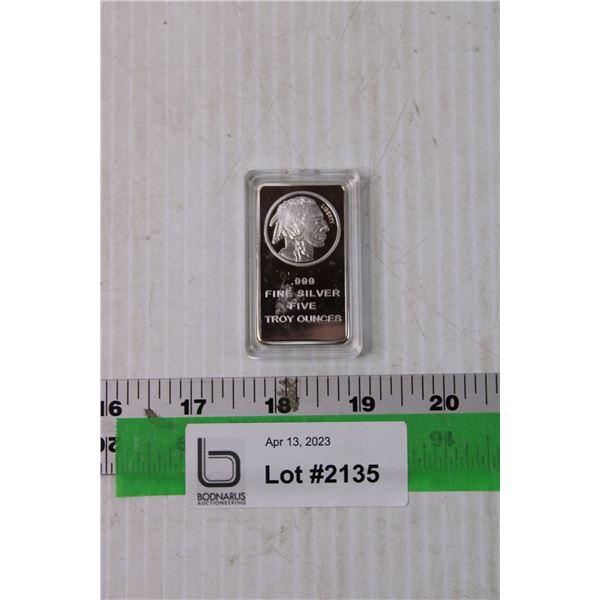 LIBERTY
.999
FINE SILVER
FIVE
TROY OUNCES
16 17 18 19 20
16
Apr 13, 2023
Lot #2135
b
BODNARUS
AUCTIONEERING